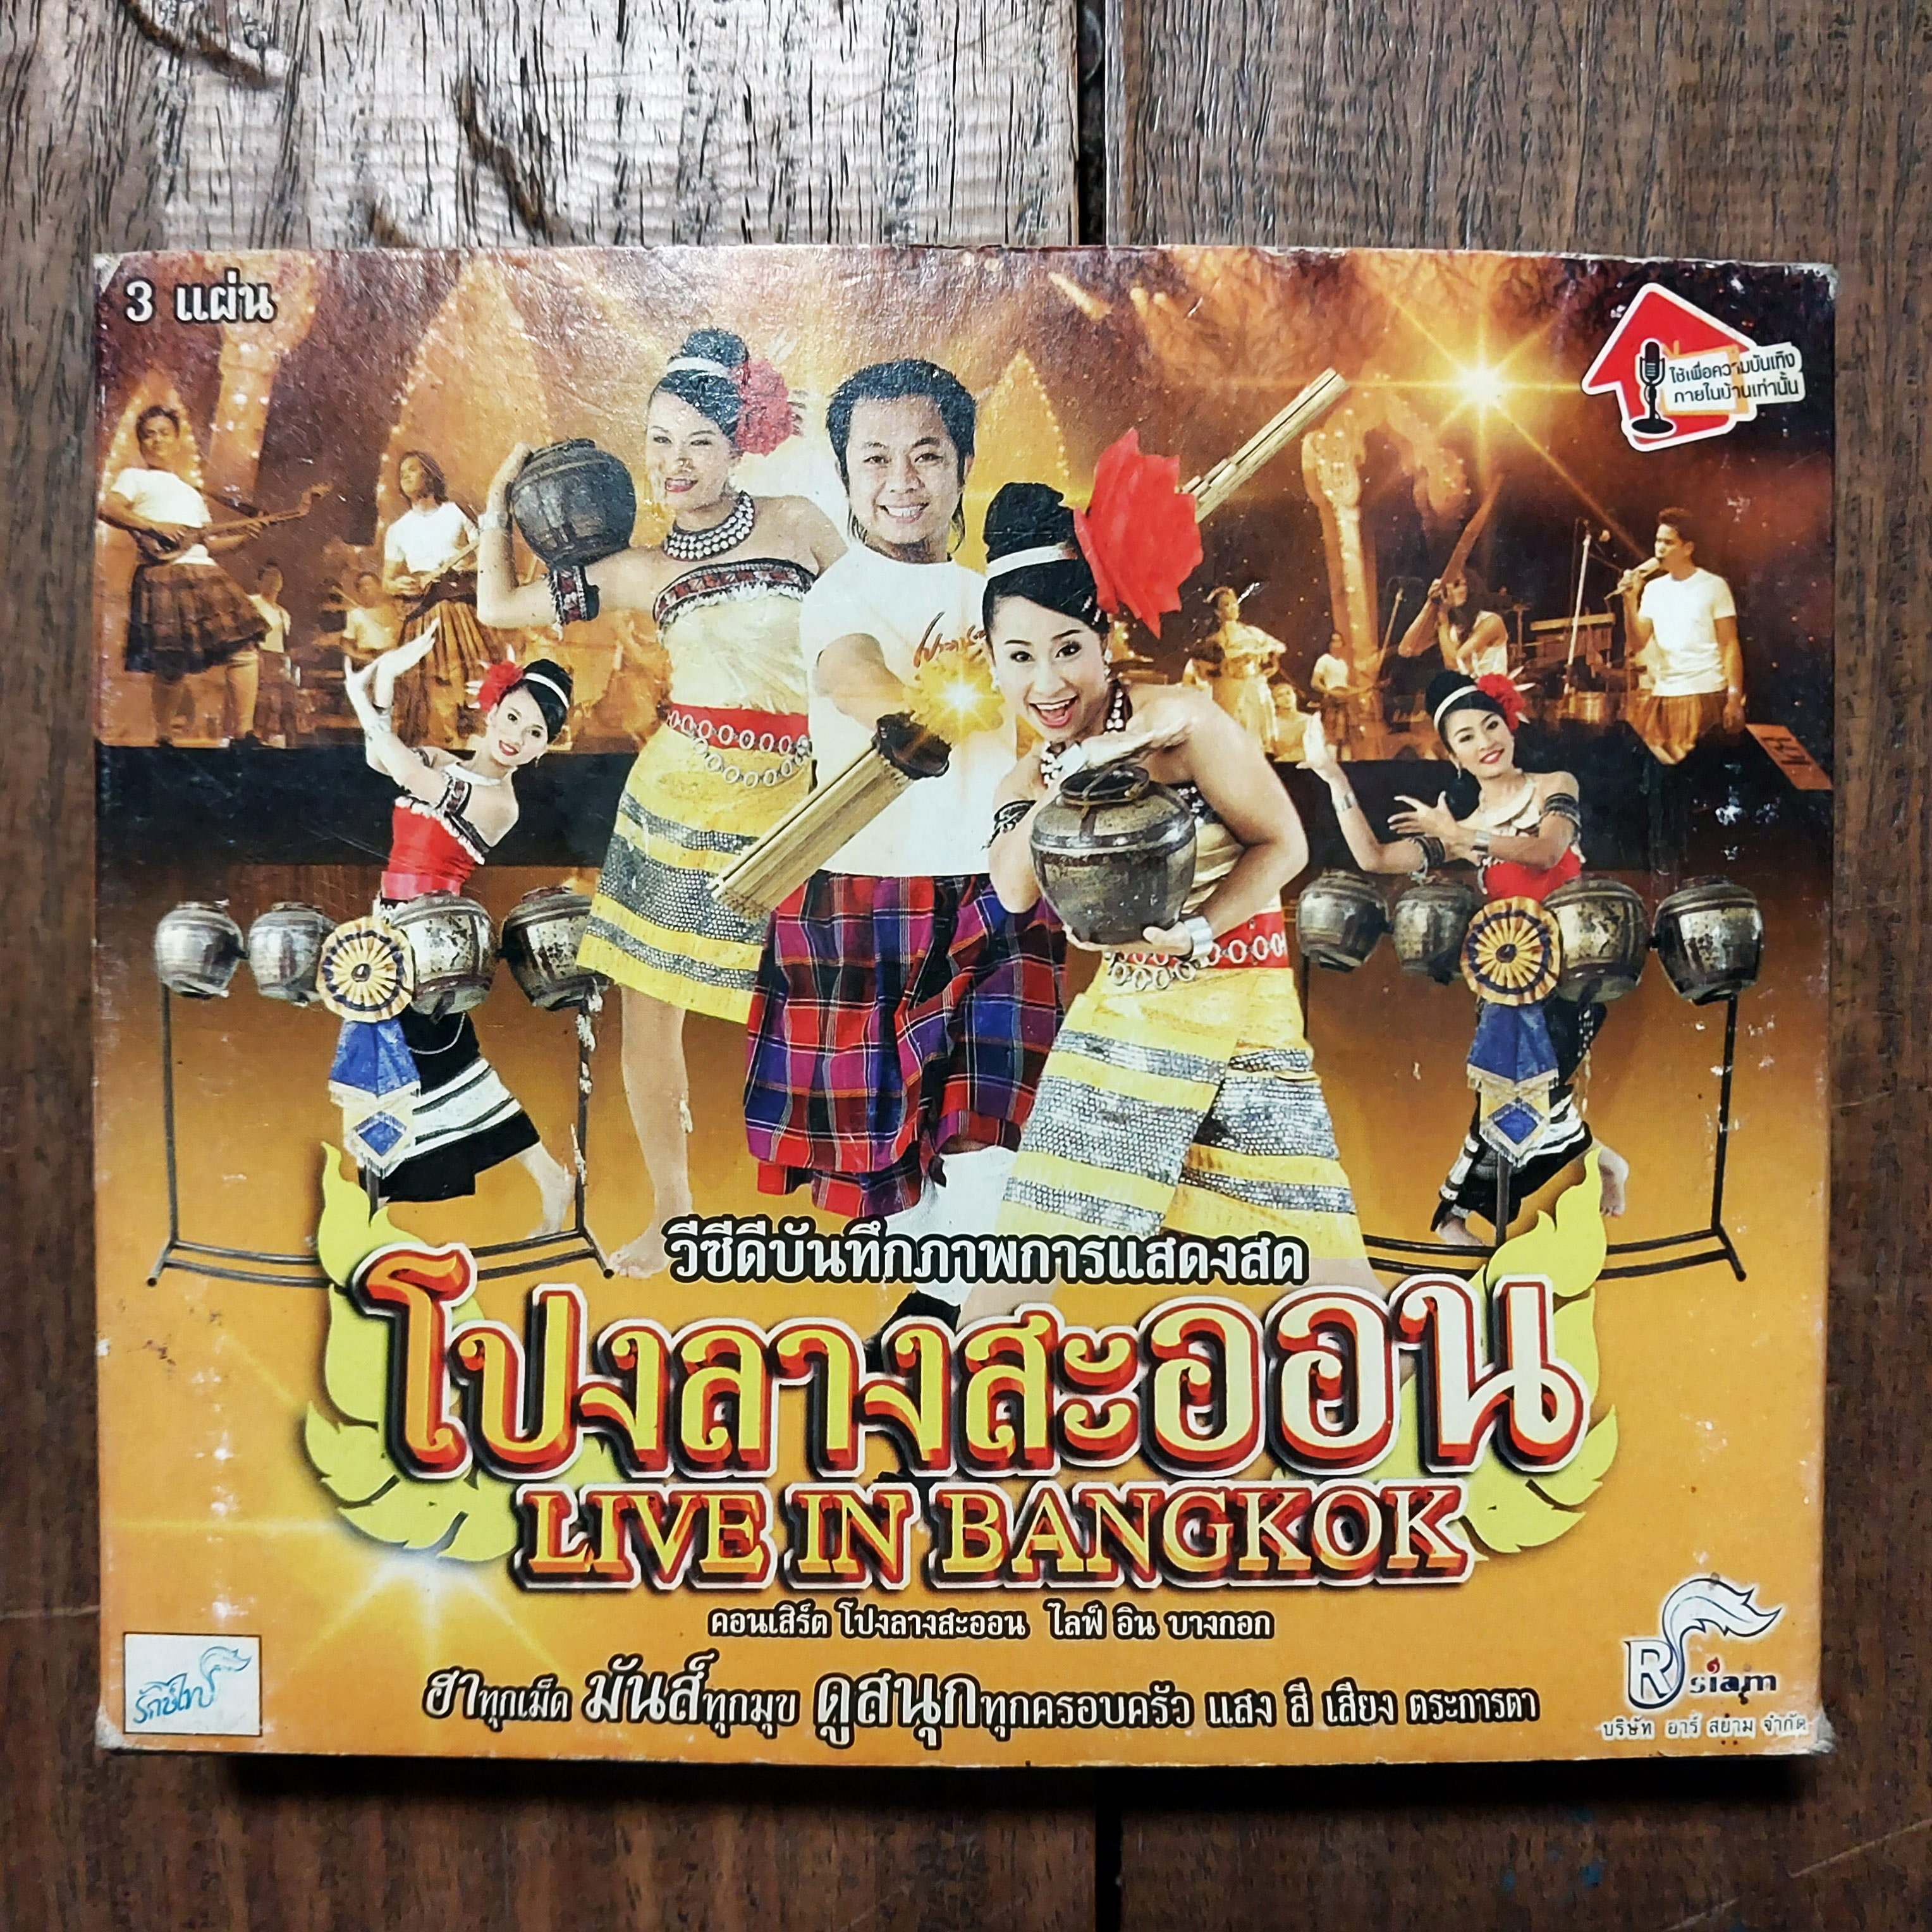 3 แผ่น
ใช้เพื่อความบันเทิง
ภายในบ้านเท่านั้น
วีซีดีบันทึกภาพการแสดงสด
โปงลางสะออน
LIVE IN BANGKOK
คอนเสิร์ต โปงลางสะออน ไลฟ์ อิน บางกอก
ฮาทุกเม็ด มันส์ทุกมุข ดูสนุกทุกครอบครัว แสง สี เสียง ตระการตา
รักษ์ไทย
Rsiam
บริษัท อาร์ สยาม จำกัด